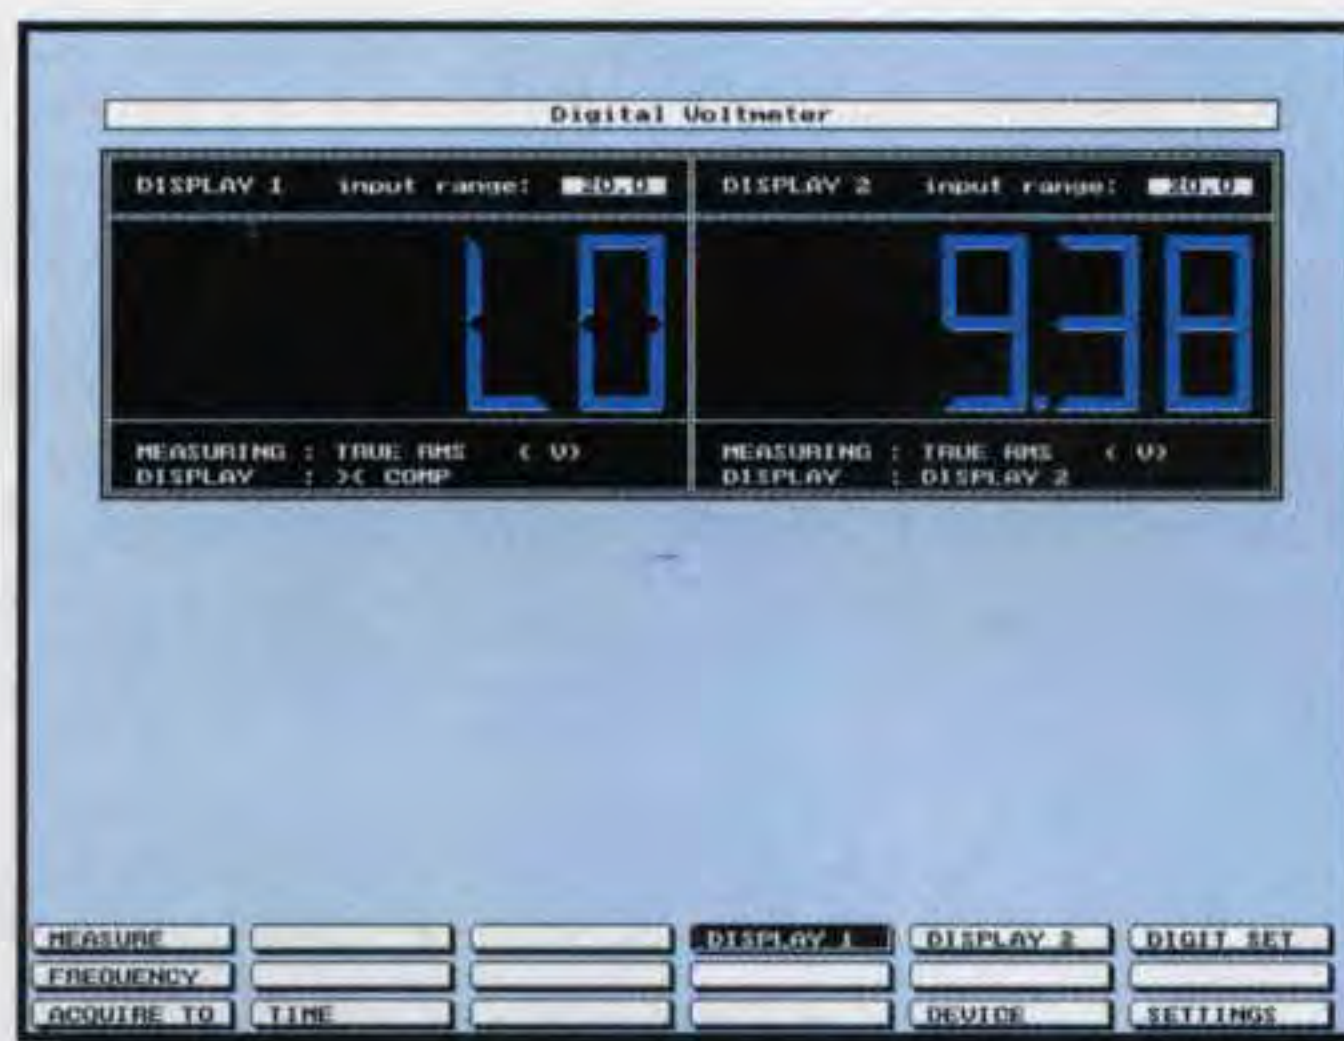 Digital Voltmeter
DISPLAY 1 input range: 20.0
DISPLAY 2 input range: 20.0
LO
9.38
MEASURING : TRUE RMS ( V)
DISPLAY : >< COMP
MEASURING : TRUE RMS ( V)
DISPLAY : DISPLAY 2
MEASURE DISPLAY 1 DISPLAY 2 DIGIT SET
FREQUENCY
ACQUIRE TO TIME DEVICE SETTINGS